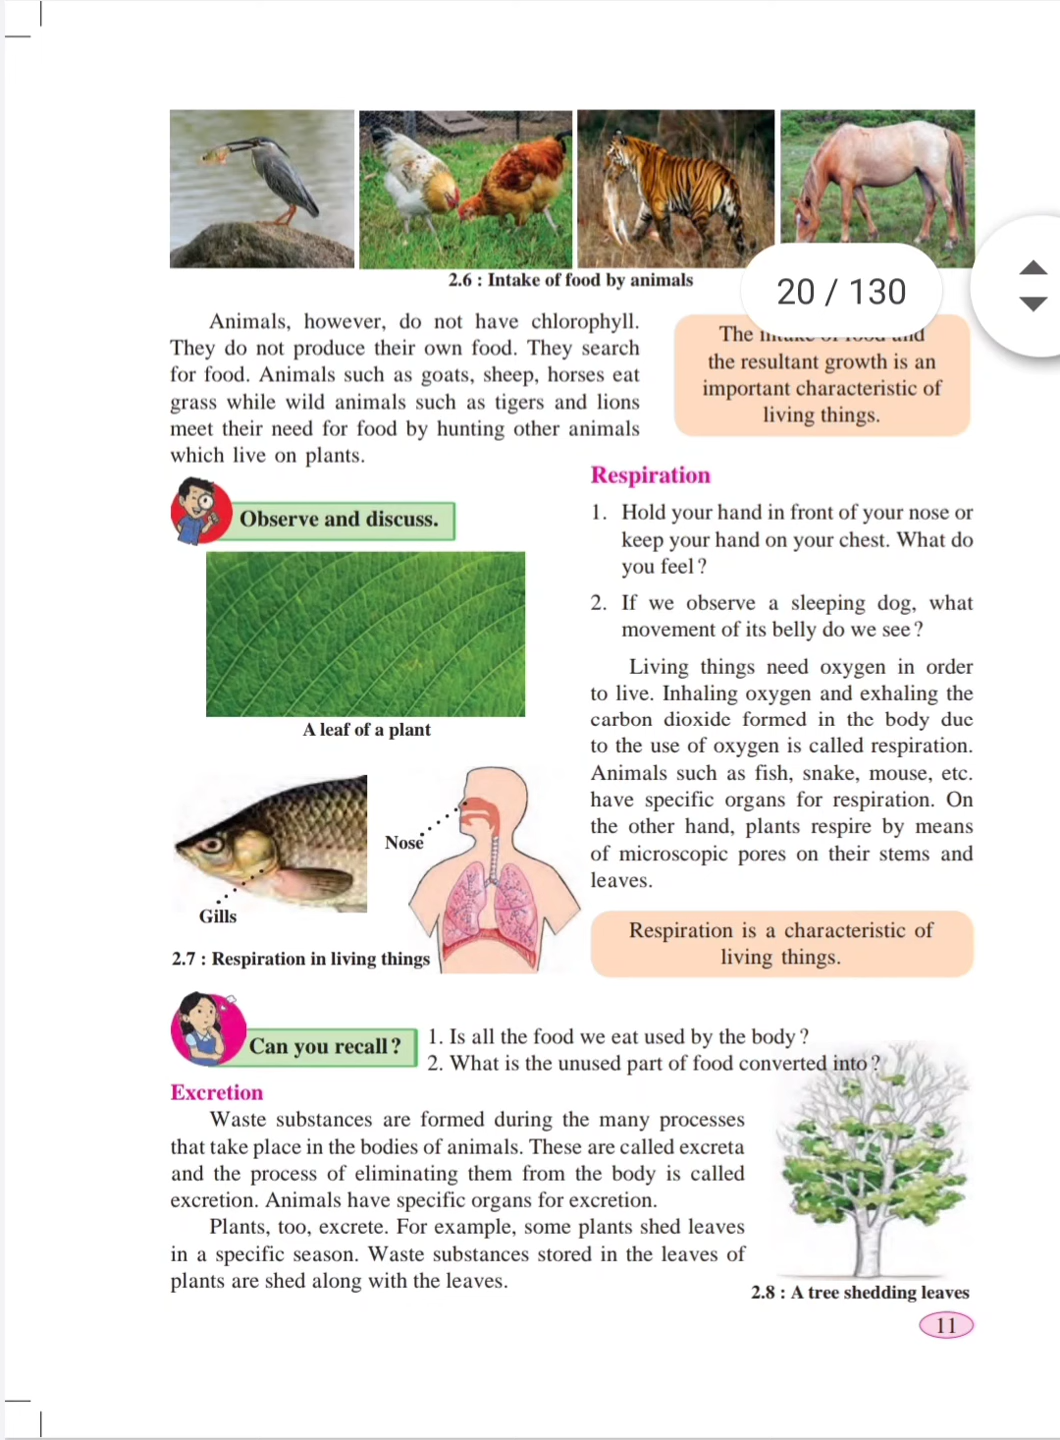 2.6 : Intake of food by animals
20 / 130
Animals, however, do not have chlorophyll.
They do not produce their own food. They search
for food. Animals such as goats, sheep, horses eat
grass while wild animals such as tigers and lions
meet their need for food by hunting other animals
which live on plants.
The and
the resultant growth is an
important characteristic of
living things.
Observe and discuss.
A leaf of a plant
Gills
Nose
2.7 : Respiration in living things
Respiration
1. Hold your hand in front of your nose or
keep your hand on your chest. What do
you feel ?
2. If we observe a sleeping dog, what
movement of its belly do we see ?
Living things need oxygen in order
to live. Inhaling oxygen and exhaling the
carbon dioxide formed in the body due
to the use of oxygen is called respiration.
Animals such as fish, snake, mouse, etc.
have specific organs for respiration. On
the other hand, plants respire by means
of microscopic pores on their stems and
leaves.
Respiration is a characteristic of
living things.
Can you recall ?
1. Is all the food we eat used by the body ?
2. What is the unused part of food converted into ?
Excretion
Waste substances are formed during the many processes
that take place in the bodies of animals. These are called excreta
and the process of eliminating them from the body is called
excretion. Animals have specific organs for excretion.
Plants, too, excrete. For example, some plants shed leaves
in a specific season. Waste substances stored in the leaves of
plants are shed along with the leaves.
2.8 : A tree shedding leaves
11